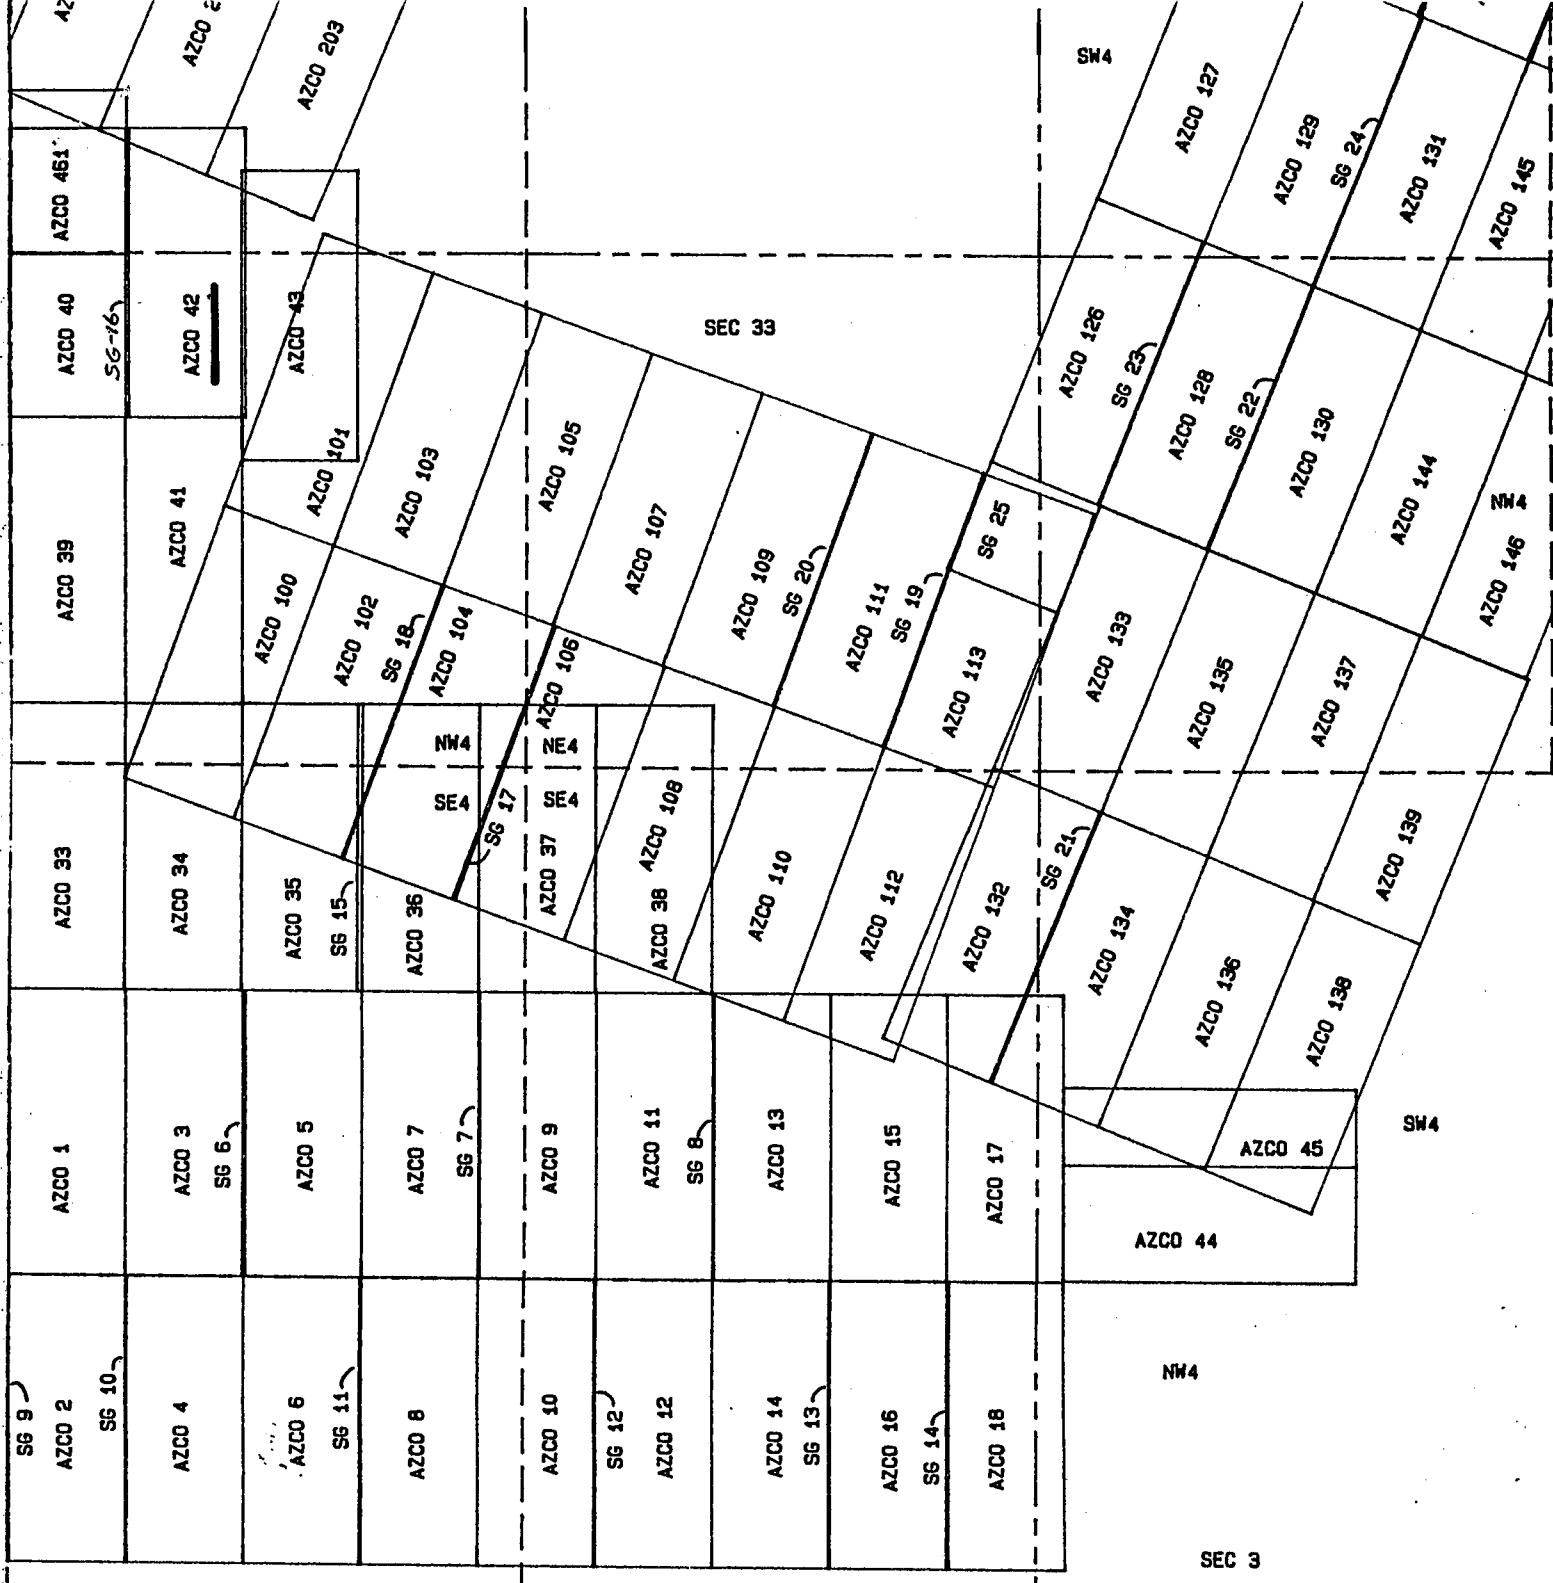 AZCO 203
SW4
AZCO 127
AZCO 129
SG 24
AZCO 131
AZCO 145
AZCO 461
AZCO 40
SG-16
AZCO 42
AZCO 43
SEC 33
AZCO 126
SG 23
AZCO 128
SG 22
AZCO 130
AZCO 144
NW4
AZCO 146
AZCO 39
AZCO 41
AZCO 101
AZCO 103
AZCO 105
AZCO 107
AZCO 109
SG 20
AZCO 111
SG 19
SG 25
AZCO 113
AZCO 133
AZCO 135
AZCO 137
AZCO 139
AZCO 100
AZCO 102
SG 18
AZCO 104
AZCO 106
NW4
NE4
SE4
SE4
SG 17
AZCO 33
AZCO 34
AZCO 35
SG 15
AZCO 36
AZCO 37
AZCO 38
AZCO 108
AZCO 110
AZCO 112
AZCO 132
SG 21
AZCO 134
AZCO 136
AZCO 138
AZCO 1
AZCO 3
SG 6
AZCO 5
AZCO 7
SG 7
AZCO 9
AZCO 11
SG 8
AZCO 13
AZCO 15
AZCO 17
AZCO 45
SW4
AZCO 44
SG 9
AZCO 2
SG 10
AZCO 4
AZCO 6
SG 11
AZCO 8
AZCO 10
SG 12
AZCO 12
AZCO 14
SG 13
AZCO 16
SG 14
AZCO 18
NW4
SEC 3